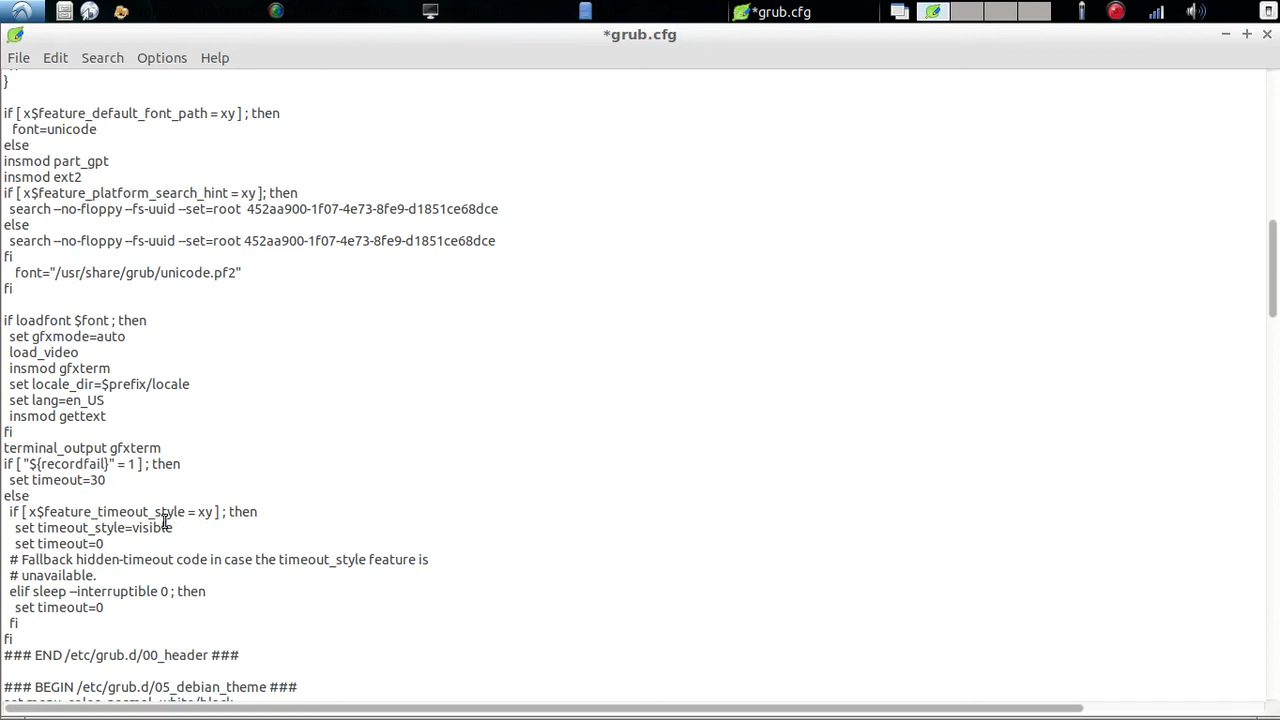 *grub.cfg
*grub.cfg
File Edit Search Options Help
}
if [ x$feature_default_font_path = xy ] ; then
font=unicode
else
insmod part_gpt
insmod ext2
if [ x$feature_platform_search_hint = xy ]; then
search --no-floppy --fs-uuid --set=root  452aa900-1f07-4e73-8fe9-d1851ce68dce
else
search --no-floppy --fs-uuid --set=root 452aa900-1f07-4e73-8fe9-d1851ce68dce
fi
font="/usr/share/grub/unicode.pf2"
fi
if loadfont $font ; then
set gfxmode=auto
load_video
insmod gfxterm
set locale_dir=$prefix/locale
set lang=en_US
insmod gettext
fi
terminal_output gfxterm
if [ "${recordfail}" = 1 ] ; then
set timeout=30
else
if [ x$feature_timeout_style = xy ] ; then
set timeout_style=visible
set timeout=0
# Fallback hidden-timeout code in case the timeout_style feature is
# unavailable.
elif sleep --interruptible 0 ; then
set timeout=0
fi
fi
### END /etc/grub.d/00_header ###
### BEGIN /etc/grub.d/05_debian_theme ###